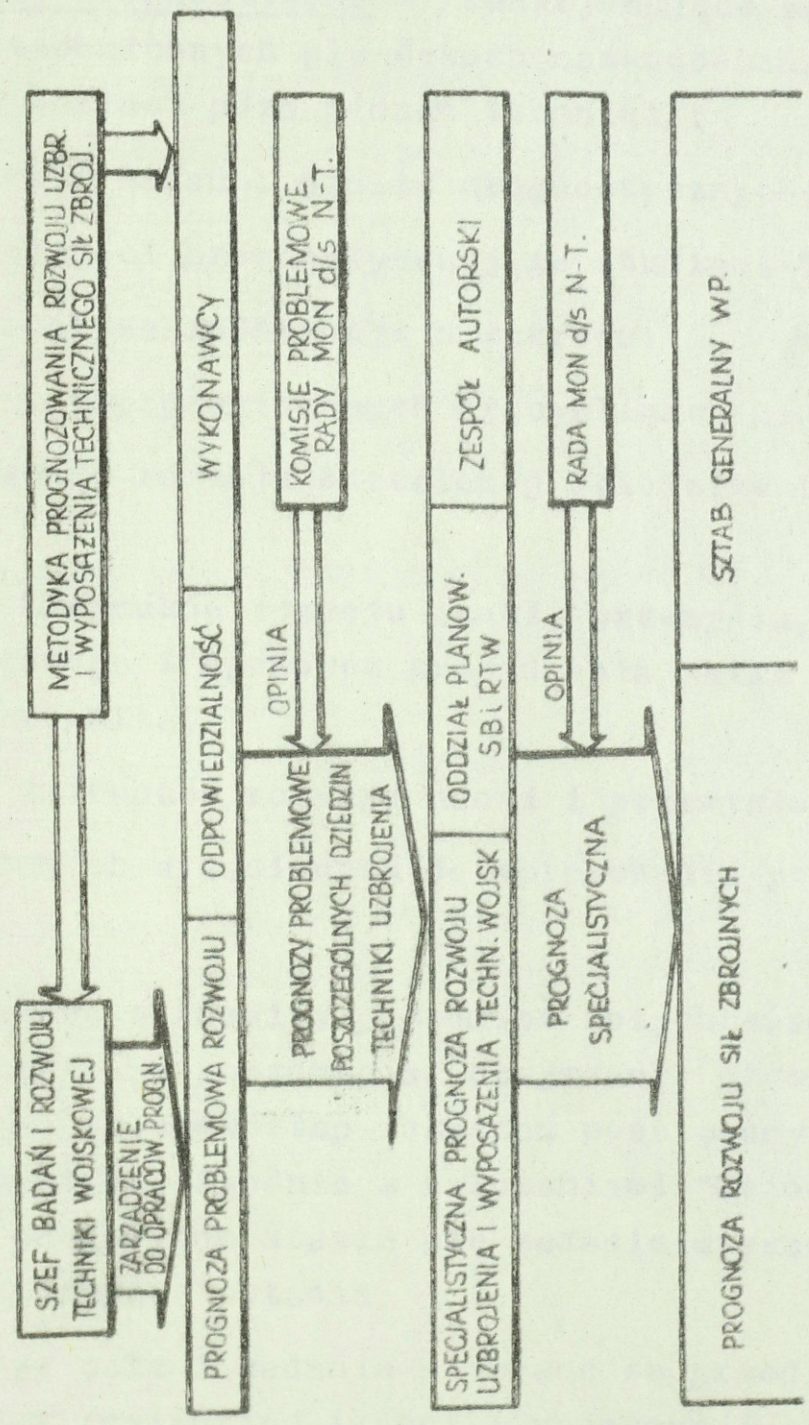 SZEF BADAŃ I ROZWOJU
TECHNIKI WOJSKOWEJ
METODYKA PROGNOZOWANIA ROZWOJU UZBR.
I WYPOSAŻENIA TECHNICZNEGO SIŁ ZBROJ.
ZARZĄDZENIE
DO OPRACOW. PROGN.
PROGNOZA PROBLEMOWA ROZWOJU
ODPOWIEDZIALNOŚĆ
WYKONAWCY
PROGNOZY PROBLEMOWE
POSZCZEGÓLNYCH DZIEDZIN
TECHNIKI UZBROJENIA
OPINIA
KOMISJE PROBLEMOWE
RADY MON d/s N-T.
SPECJALISTYCZNA PROGNOZA ROZWOJU
UZBROJENIA I WYPOSAŻENIA TECHN. WOJSK
ODDZIAŁ PLANOW.
SBiRTW
ZESPÓŁ AUTORSKI
PROGNOZA
SPECJALISTYCZNA
OPINIA
RADA MON d/s N-T.
PROGNOZA ROZWOJU SIŁ ZBROJNYCH
SZTAB GENERALNY WP.